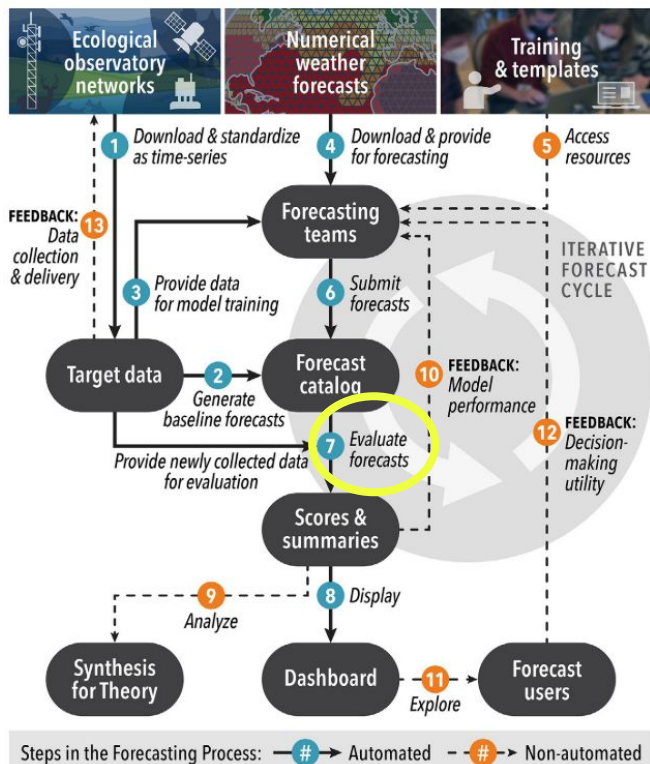 Ecological
observatory
networks
Numerical
weather
forecasts
Training
& templates
1
Download & standardize
as time-series
4
Download & provide
for forecasting
5
Access
resources
FEEDBACK:
Data
collection
& delivery
13
Forecasting
teams
ITERATIVE
FORECAST
CYCLE
3
Provide data
for model training
6
Submit
forecasts
Target data
2
Generate
baseline forecasts
Forecast
catalog
10
FEEDBACK:
Model
performance
12
FEEDBACK:
Decision-
making
utility
Provide newly collected data
for evaluation
7
Evaluate
forecasts
Scores &
summaries
9
Analyze
8
Display
Synthesis
for Theory
Dashboard
11
Explore
Forecast
users
Steps in the Forecasting Process: # Automated # Non-automated